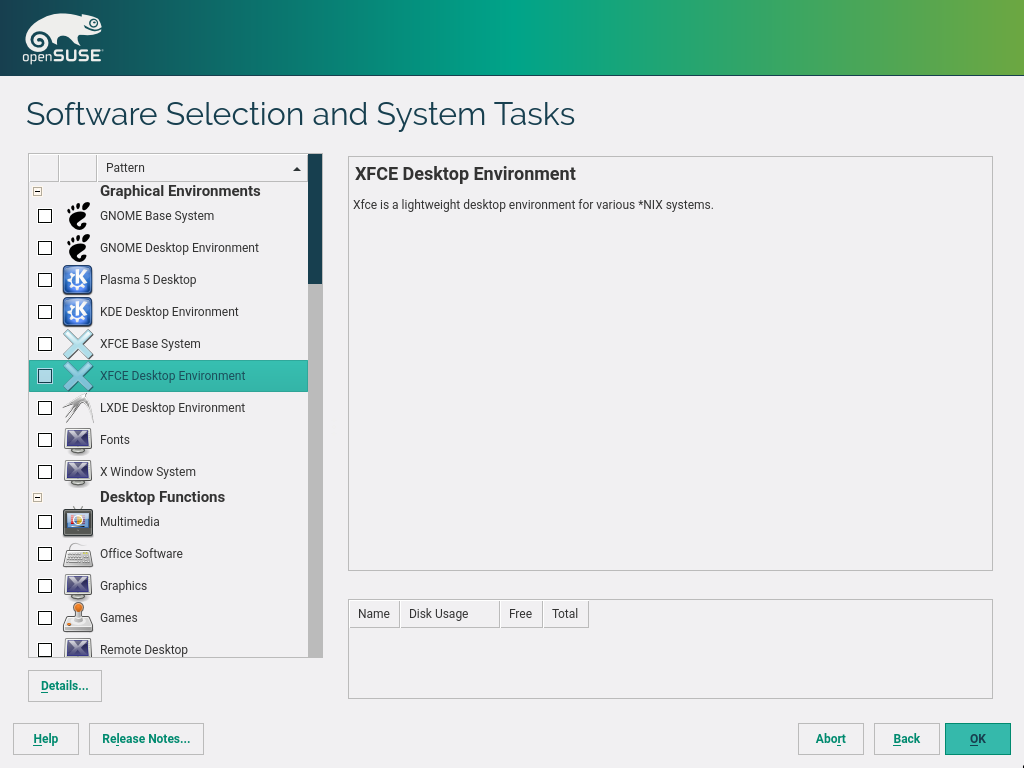 openSUSE
Software Selection and System Tasks
Pattern
Graphical Environments
GNOME Base System
GNOME Desktop Environment
Plasma 5 Desktop
KDE Desktop Environment
XFCE Base System
XFCE Desktop Environment
LXDE Desktop Environment
Fonts
X Window System
Desktop Functions
Multimedia
Office Software
Graphics
Games
Remote Desktop
Details...
XFCE Desktop Environment
Xfce is a lightweight desktop environment for various *NIX systems.
Name Disk Usage Free Total
Help Release Notes... Abort Back OK